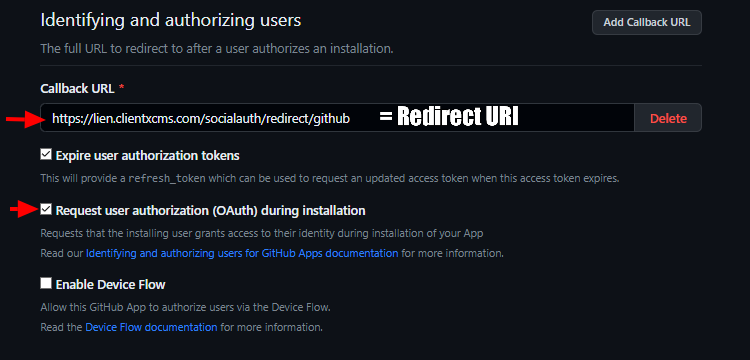 Identifying and authorizing users
Add Callback URL
The full URL to redirect to after a user authorizes an installation.
Callback URL *
https://lien.clientxcms.com/socialauth/redirect/github
= Redirect URI
Delete
Expire user authorization tokens
This will provide a refresh_token which can be used to request an updated access token when this access token expires.
Request user authorization (OAuth) during installation
Requests that the installing user grants access to their identity during installation of your App
Read our Identifying and authorizing users for GitHub Apps documentation for more information.
Enable Device Flow
Allow this GitHub App to authorize users via the Device Flow.
Read the Device Flow documentation for more information.